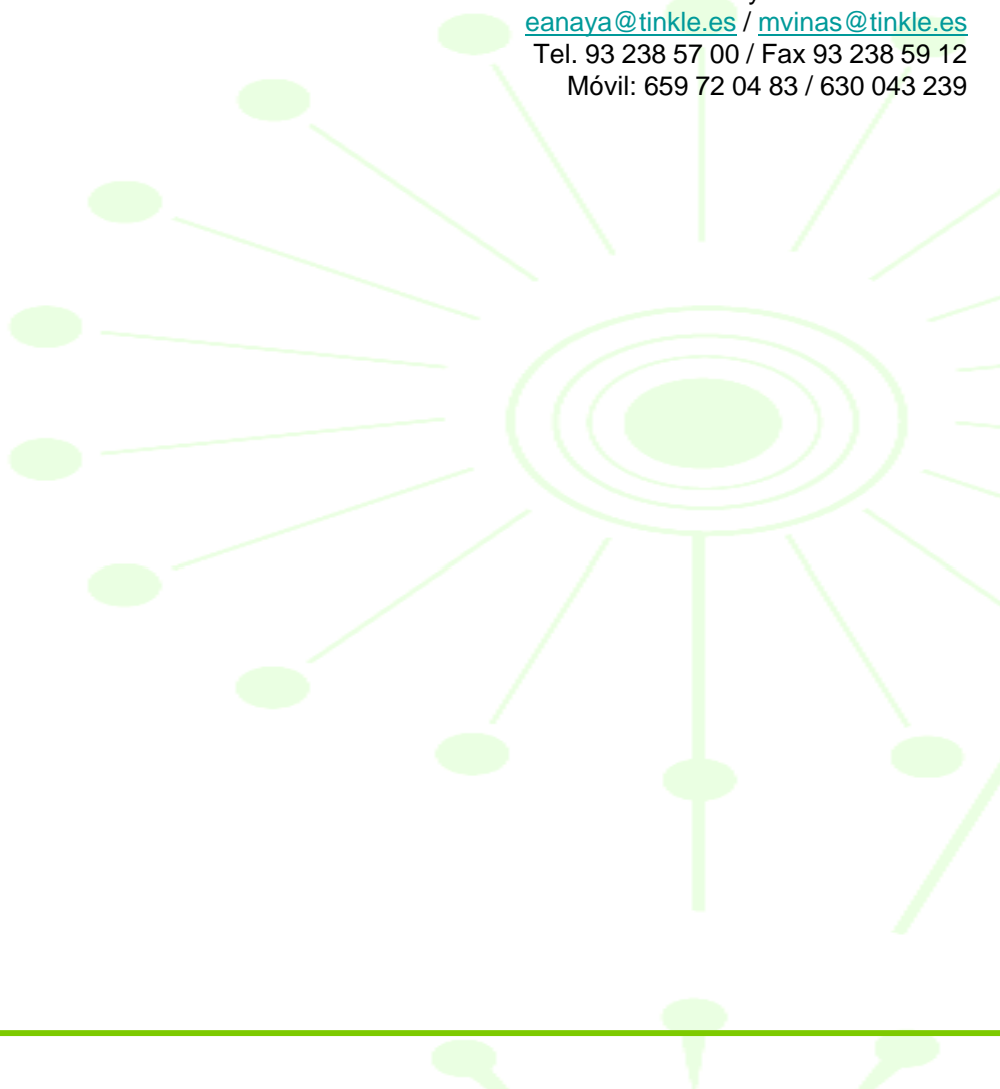 eanaya@tinkle.es / mvinas@tinkle.es
Tel. 93 238 57 00 / Fax 93 238 59 12
Móvil: 659 72 04 83 / 630 043 239